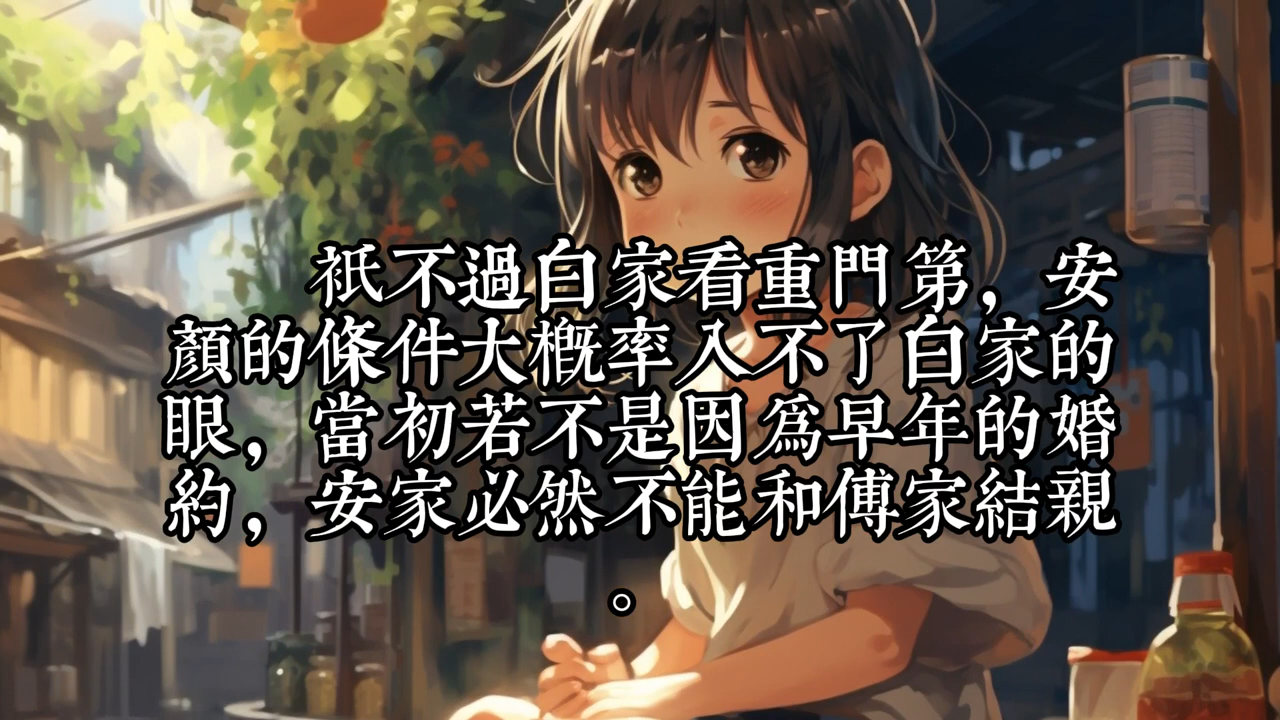 祇不過白家看重門第，安
顏的條件大概率入不了白家的
眼，當初若不是因為早年的婚
約，安家必然不能和傅家結親
。